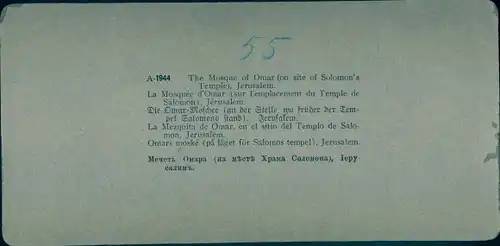 55
A-1944 The Mosque of Omar (on site of Solomon's
Temple), Jerusalem.
La Mosquée d'Omar (sur l'emplacement du Temple de
Salomon), Jérusalem.
Die Omar-Moschee (an der Stelle, wo früher der Tem-
pel Salomons stand). Jerusalem.
La Mezquita de Omar, en el sitio del Templo de Salo-
mon, Jerusalem.
Omars moské (på läget för Salomos tempel), Jerusalem.
Мечеть Омара (на мѣстѣ Храма Саломона), Іеру-
салимъ.